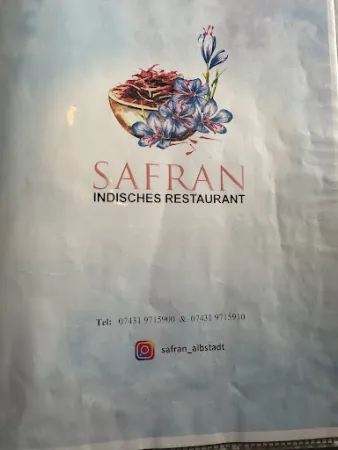 SAFRAN
INDISCHES RESTAURANT
Tel: 07431 9715900 & 07431 9715910
safran_albstadt